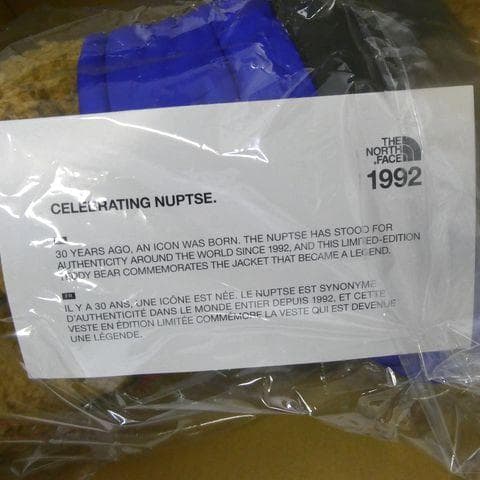 THE
NORTH
FACE
1992
CELEBRATING NUPTSE.
30 YEARS AGO, AN ICON WAS BORN. THE NUPTSE HAS STOOD FOR
AUTHENTICITY AROUND THE WORLD SINCE 1992, AND THIS LIMITED-EDITION
TEDDY BEAR COMMEMORATES THE JACKET THAT BECAME A LEGEND.
FR
IL Y A 30 ANS, UNE ICÔNE EST NÉE. LE NUPTSE EST SYNONYME
D'AUTHENTICITÉ DANS LE MONDE ENTIER DEPUIS 1992, ET CETTE
VESTE EN ÉDITION LIMITÉE COMMÉMORE LA VESTE QUI EST DEVENUE
UNE LÉGENDE.